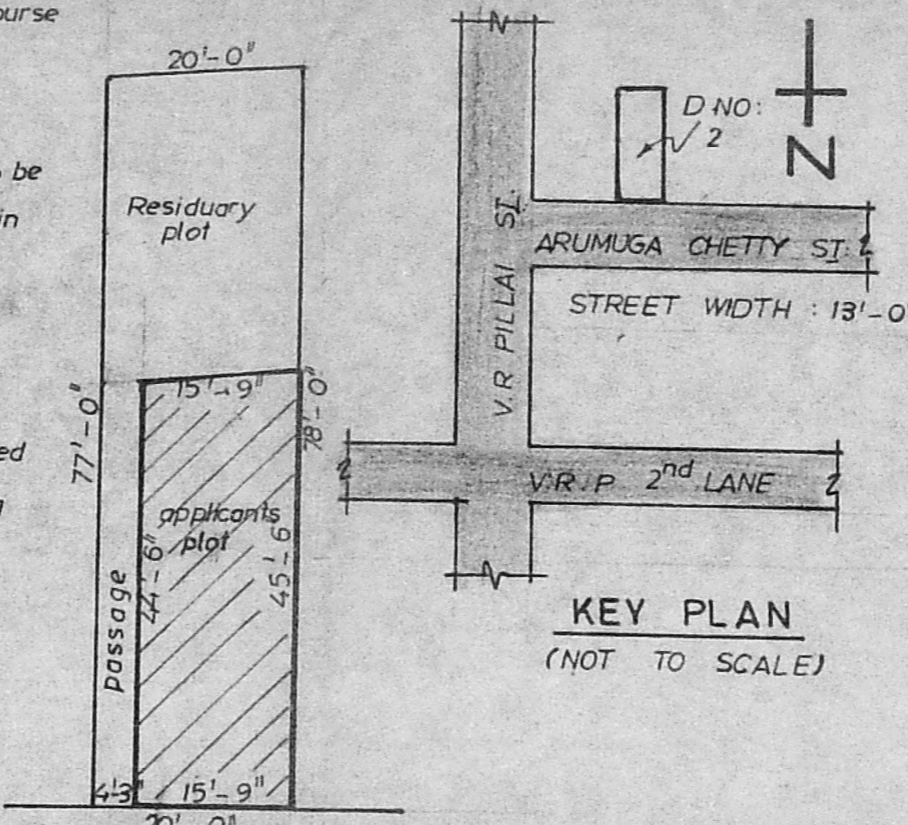 ourse
be
in
ed
20'-0"
Residuary
plot
77'-0"
78'-0"
15'-9"
applicants
plot
44'-6"
45'-6
passage
4'-3"
15'-9"
20'-0"
D.NO:
2
N
V.R PILLAI ST.
ARUMUGA CHETTY ST.
STREET WIDTH : 13'-0
V.R.P 2nd LANE
KEY PLAN
(NOT TO SCALE)